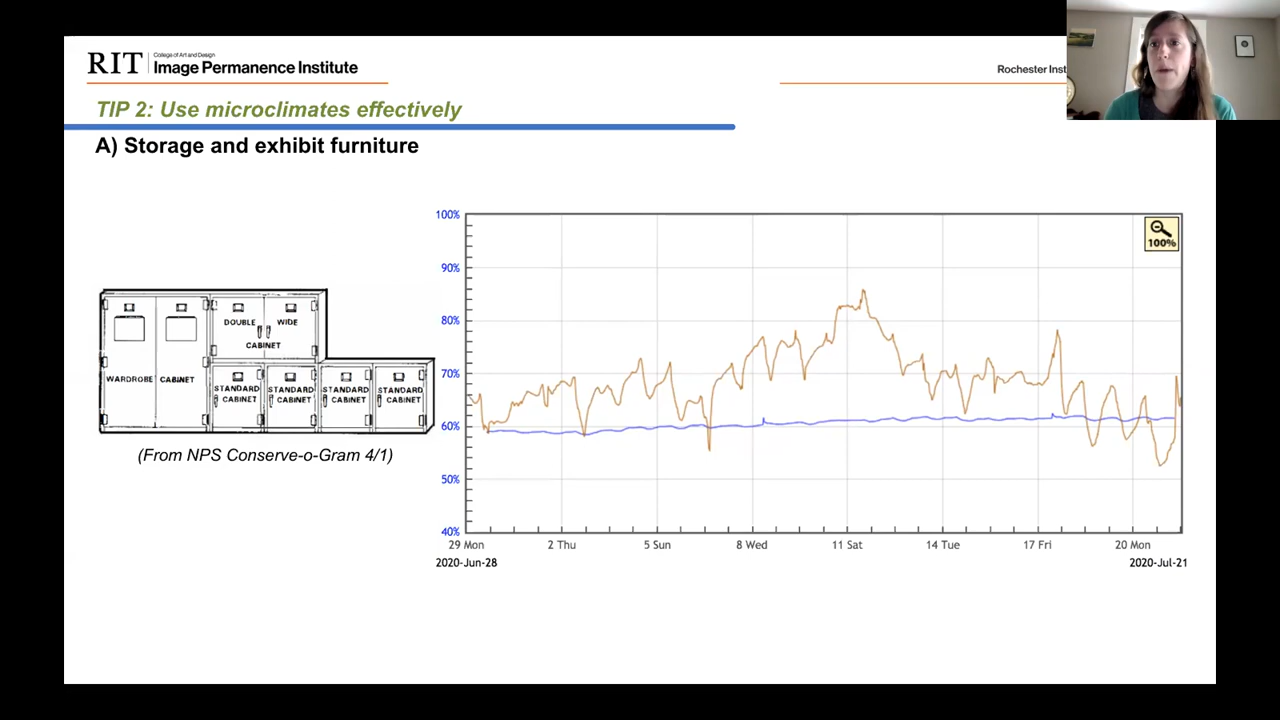 RIT
College of Art and Design
Image Permanence Institute
Rochester Inst
TIP 2: Use microclimates effectively
A) Storage and exhibit furniture
WARDROBE CABINET
DOUBLE WIDE
CABINET
STANDARD CABINET
STANDARD CABINET
STANDARD CABINET
STANDARD CABINET
(From NPS Conserve-o-Gram 4/1)
100%
90%
80%
70%
60%
50%
40%
100%
29 Mon 2 Thu 5 Sun 8 Wed 11 Sat 14 Tue 17 Fri 20 Mon
2020-Jun-28 2020-Jul-21